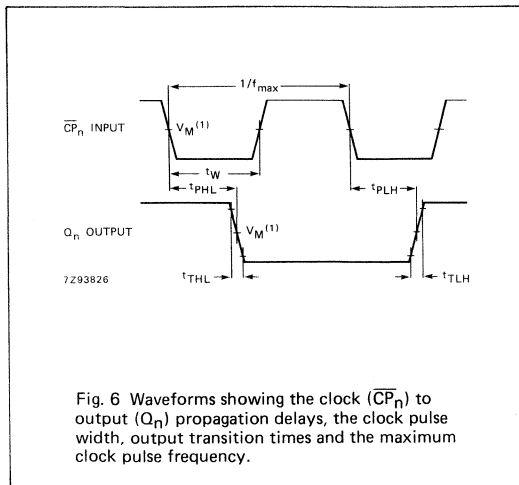 1/fmax
CPn INPUT
VM(1)
tW
tPHL
tPLH
Qn OUTPUT
VM(1)
7Z93826
tTHL
tTLH
Fig. 6 Waveforms showing the clock (CPn) to
output (Qn) propagation delays, the clock pulse
width, output transition times and the maximum
clock pulse frequency.